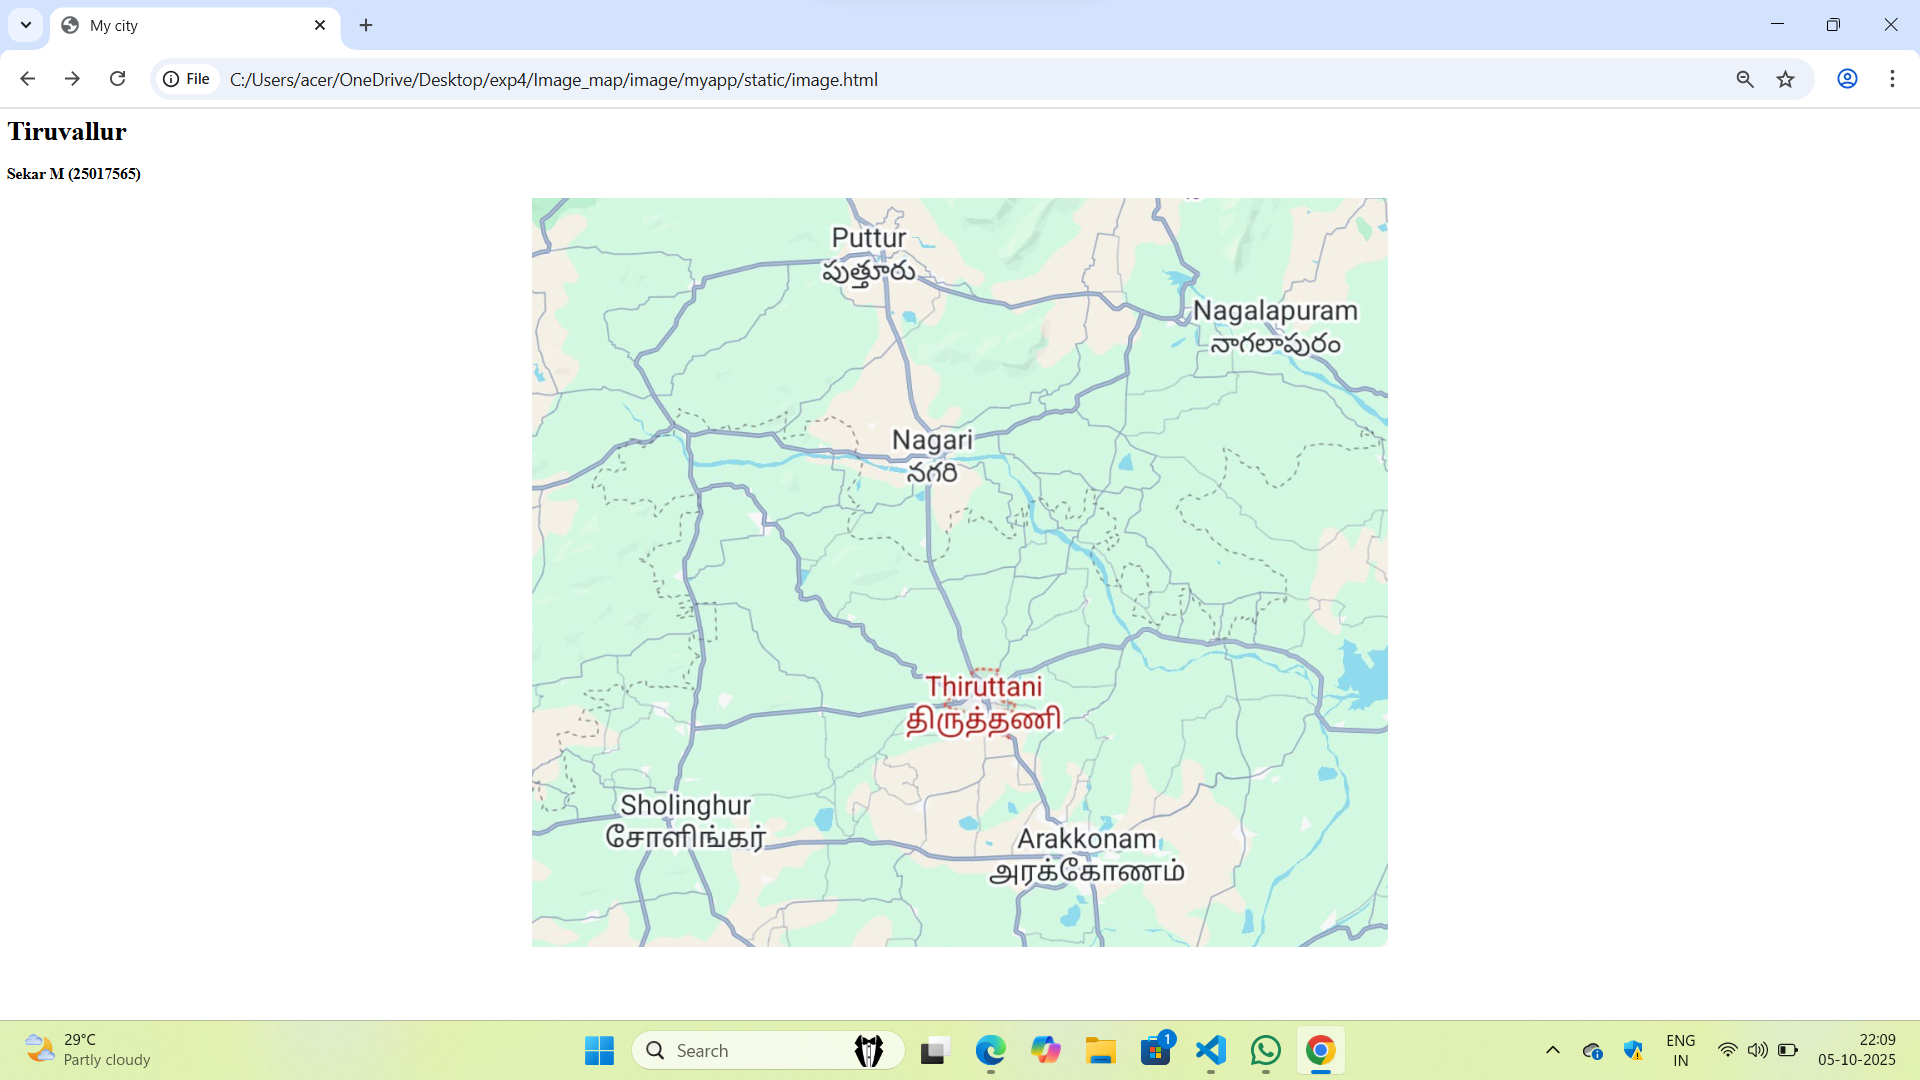 My city
File
C:/Users/acer/OneDrive/Desktop/exp4/Image_map/image/myapp/static/image.html
Tiruvallur
Sekar M (25017565)
Puttur
పుత్తూరు
Nagalapuram
నాగలాపురం
Nagari
నగరి
Thiruttani
திருத்தணி
Sholinghur
சோளிங்கர்
Arakkonam
அரக்கோணம்
29°C
Partly cloudy
Search
1
ENG
IN
22:09
05-10-2025